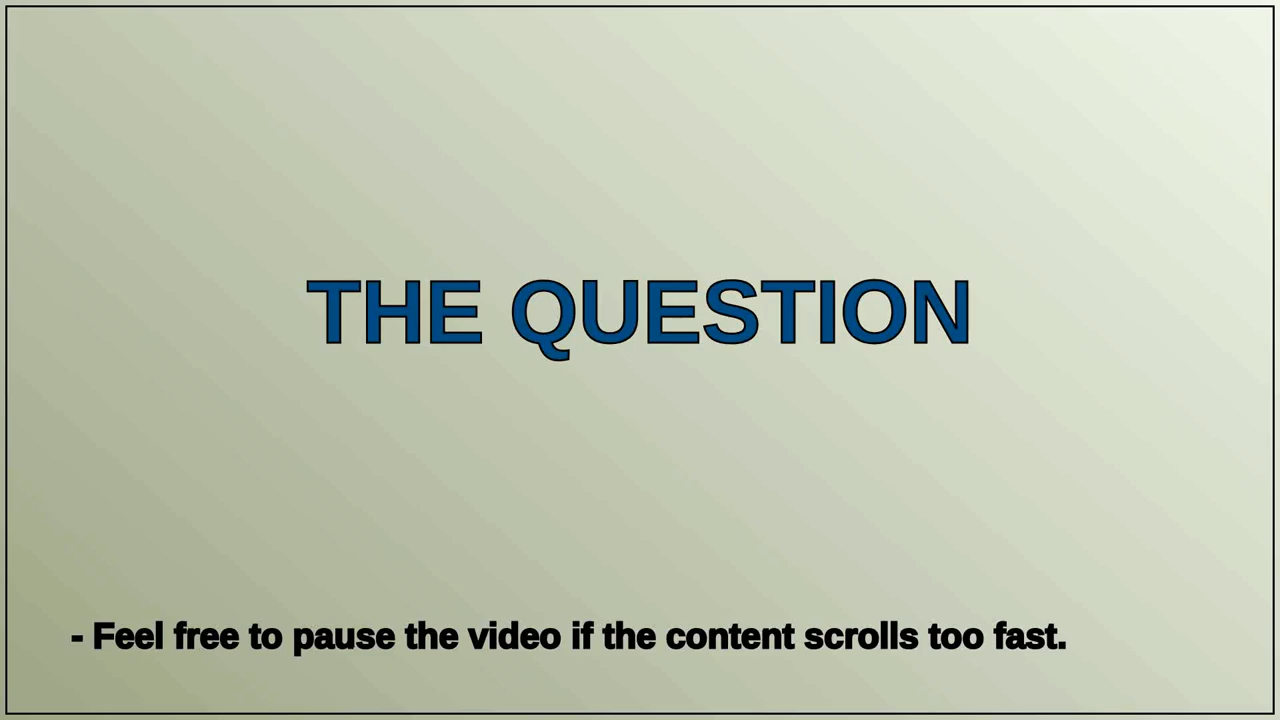 THE QUESTION
- Feel free to pause the video if the content scrolls too fast.